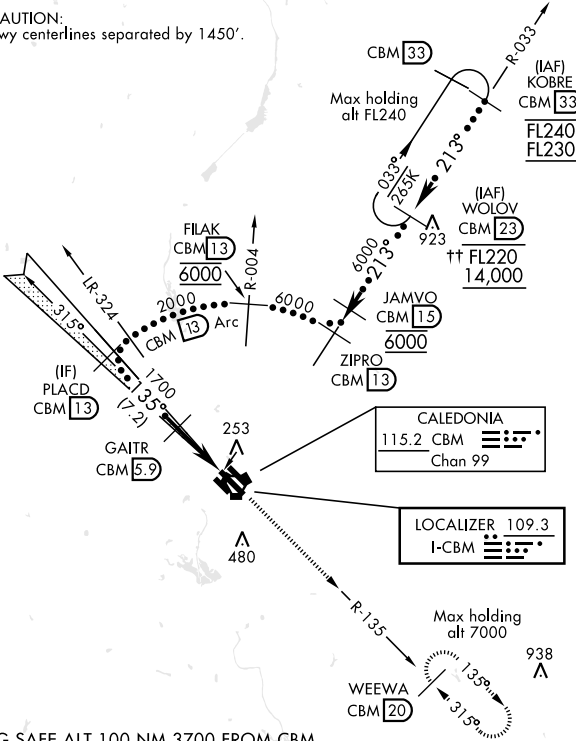 AUTION:
wy centerlines separated by 1450'.
CBM 33
R-033
(IAF)
KOBRE
CBM 33
FL240
FL230
Max holding
alt FL240
213°
033°
265K
(IAF)
WOLOV
CBM 23
†† FL220
14,000
923
FILAK
CBM 13
6000
R-004
6000
213°
LR-324
2000
6000
CBM 13 Arc
JAMVO
CBM 15
6000
315°
ZIPRO
CBM 13
(IF)
PLACD
CBM 13
1700
135°
(7.2)
GAITR
CBM 5.9
253
CALEDONIA
115.2 CBM
Chan 99
LOCALIZER 109.3
I-CBM
480
R-135
Max holding
alt 7000
938
135°
315°
WEEWA
CBM 20
G SAFE ALT 100 NM 3700 FROM CBM